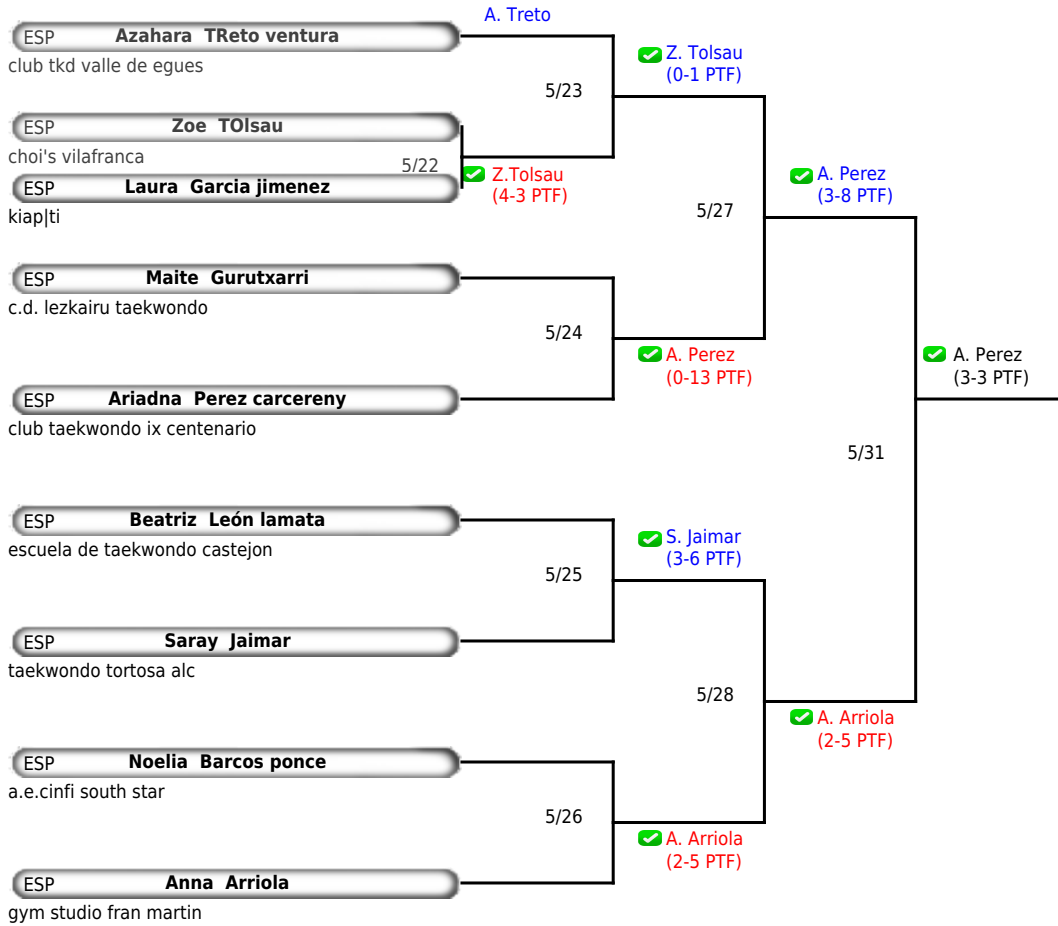 A. Treto
ESP Azahara TReto ventura
club tkd valle de egues
Z. Tolsau
(0-1 PTF)
5/23
ESP Zoe TOlsau
choi's vilafranca
5/22
Z.Tolsau
(4-3 PTF)
ESP Laura Garcia jimenez
kiap|ti
A. Perez
(3-8 PTF)
5/27
ESP Maite Gurutxarri
c.d. lezkairu taekwondo
5/24
A. Perez
(0-13 PTF)
A. Perez
(3-3 PTF)
ESP Ariadna Perez carcereny
club taekwondo ix centenario
5/31
ESP Beatriz León lamata
escuela de taekwondo castejon
S. Jaimar
(3-6 PTF)
5/25
ESP Saray Jaimar
taekwondo tortosa alc
5/28
A. Arriola
(2-5 PTF)
ESP Noelia Barcos ponce
a.e.cinfi south star
5/26
A. Arriola
(2-5 PTF)
ESP Anna Arriola
gym studio fran martin